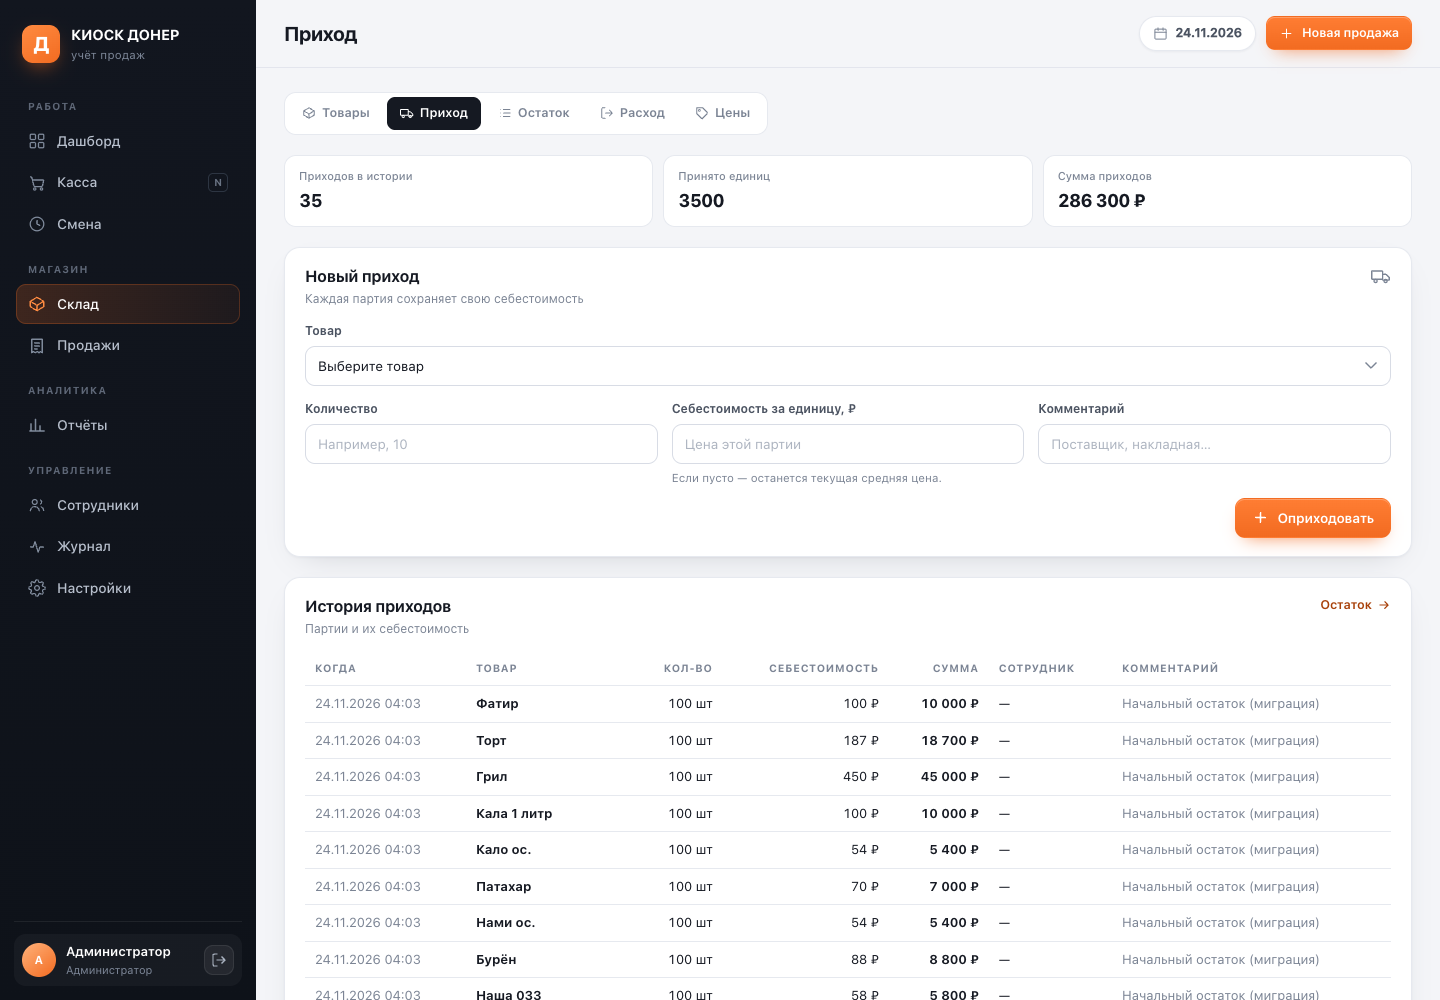 Д
КИОСК ДОНЕР
учёт продаж
РАБОТА
Дашборд
Касса N
Смена
МАГАЗИН
Склад
Продажи
АНАЛИТИКА
Отчёты
УПРАВЛЕНИЕ
Сотрудники
Журнал
Настройки
А
Администратор
Администратор
Приход
24.11.2026
Новая продажа
Товары Приход Остаток Расход Цены
Приходов в истории
35
Принято единиц
3500
Сумма приходов
286 300 ₽
Новый приход
Каждая партия сохраняет свою себестоимость
Товар
Выберите товар
Количество
Например, 10
Себестоимость за единицу, ₽
Цена этой партии
Если пусто — останется текущая средняя цена.
Комментарий
Поставщик, накладная...
Оприходовать
История приходов
Партии и их себестоимость
Остаток →
КОГДА ТОВАР КОЛ-ВО СЕБЕСТОИМОСТЬ СУММА СОТРУДНИК КОММЕНТАРИЙ
24.11.2026 04:03 Фатир 100 шт 100 ₽ 10 000 ₽ — Начальный остаток (миграция)
24.11.2026 04:03 Торт 100 шт 187 ₽ 18 700 ₽ — Начальный остаток (миграция)
24.11.2026 04:03 Грил 100 шт 450 ₽ 45 000 ₽ — Начальный остаток (миграция)
24.11.2026 04:03 Кала 1 литр 100 шт 100 ₽ 10 000 ₽ — Начальный остаток (миграция)
24.11.2026 04:03 Кало ос. 100 шт 54 ₽ 5 400 ₽ — Начальный остаток (миграция)
24.11.2026 04:03 Патахар 100 шт 70 ₽ 7 000 ₽ — Начальный остаток (миграция)
24.11.2026 04:03 Нами ос. 100 шт 54 ₽ 5 400 ₽ — Начальный остаток (миграция)
24.11.2026 04:03 Бурён 100 шт 88 ₽ 8 800 ₽ — Начальный остаток (миграция)
24.11.2026 04:03 Наша 033 100 шт 58 ₽ 5 800 ₽ — Начальный остаток (миграция)